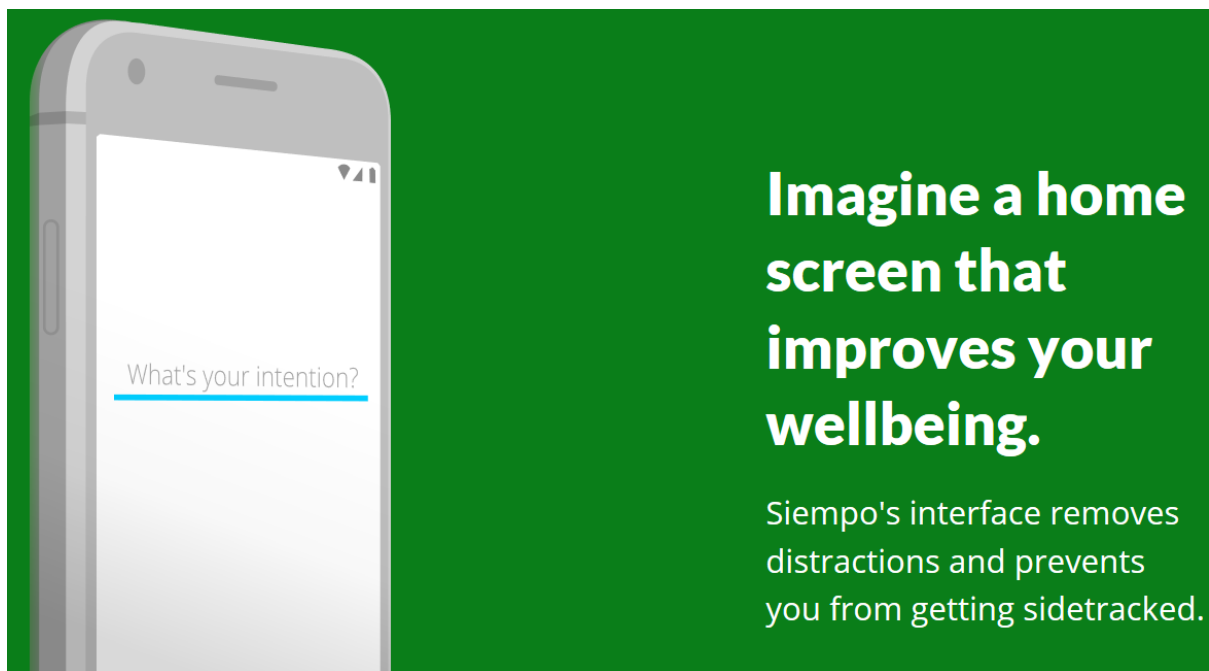 What's your intention?
Imagine a home
screen that
improves your
wellbeing.
Siempo's interface removes
distractions and prevents
you from getting sidetracked.